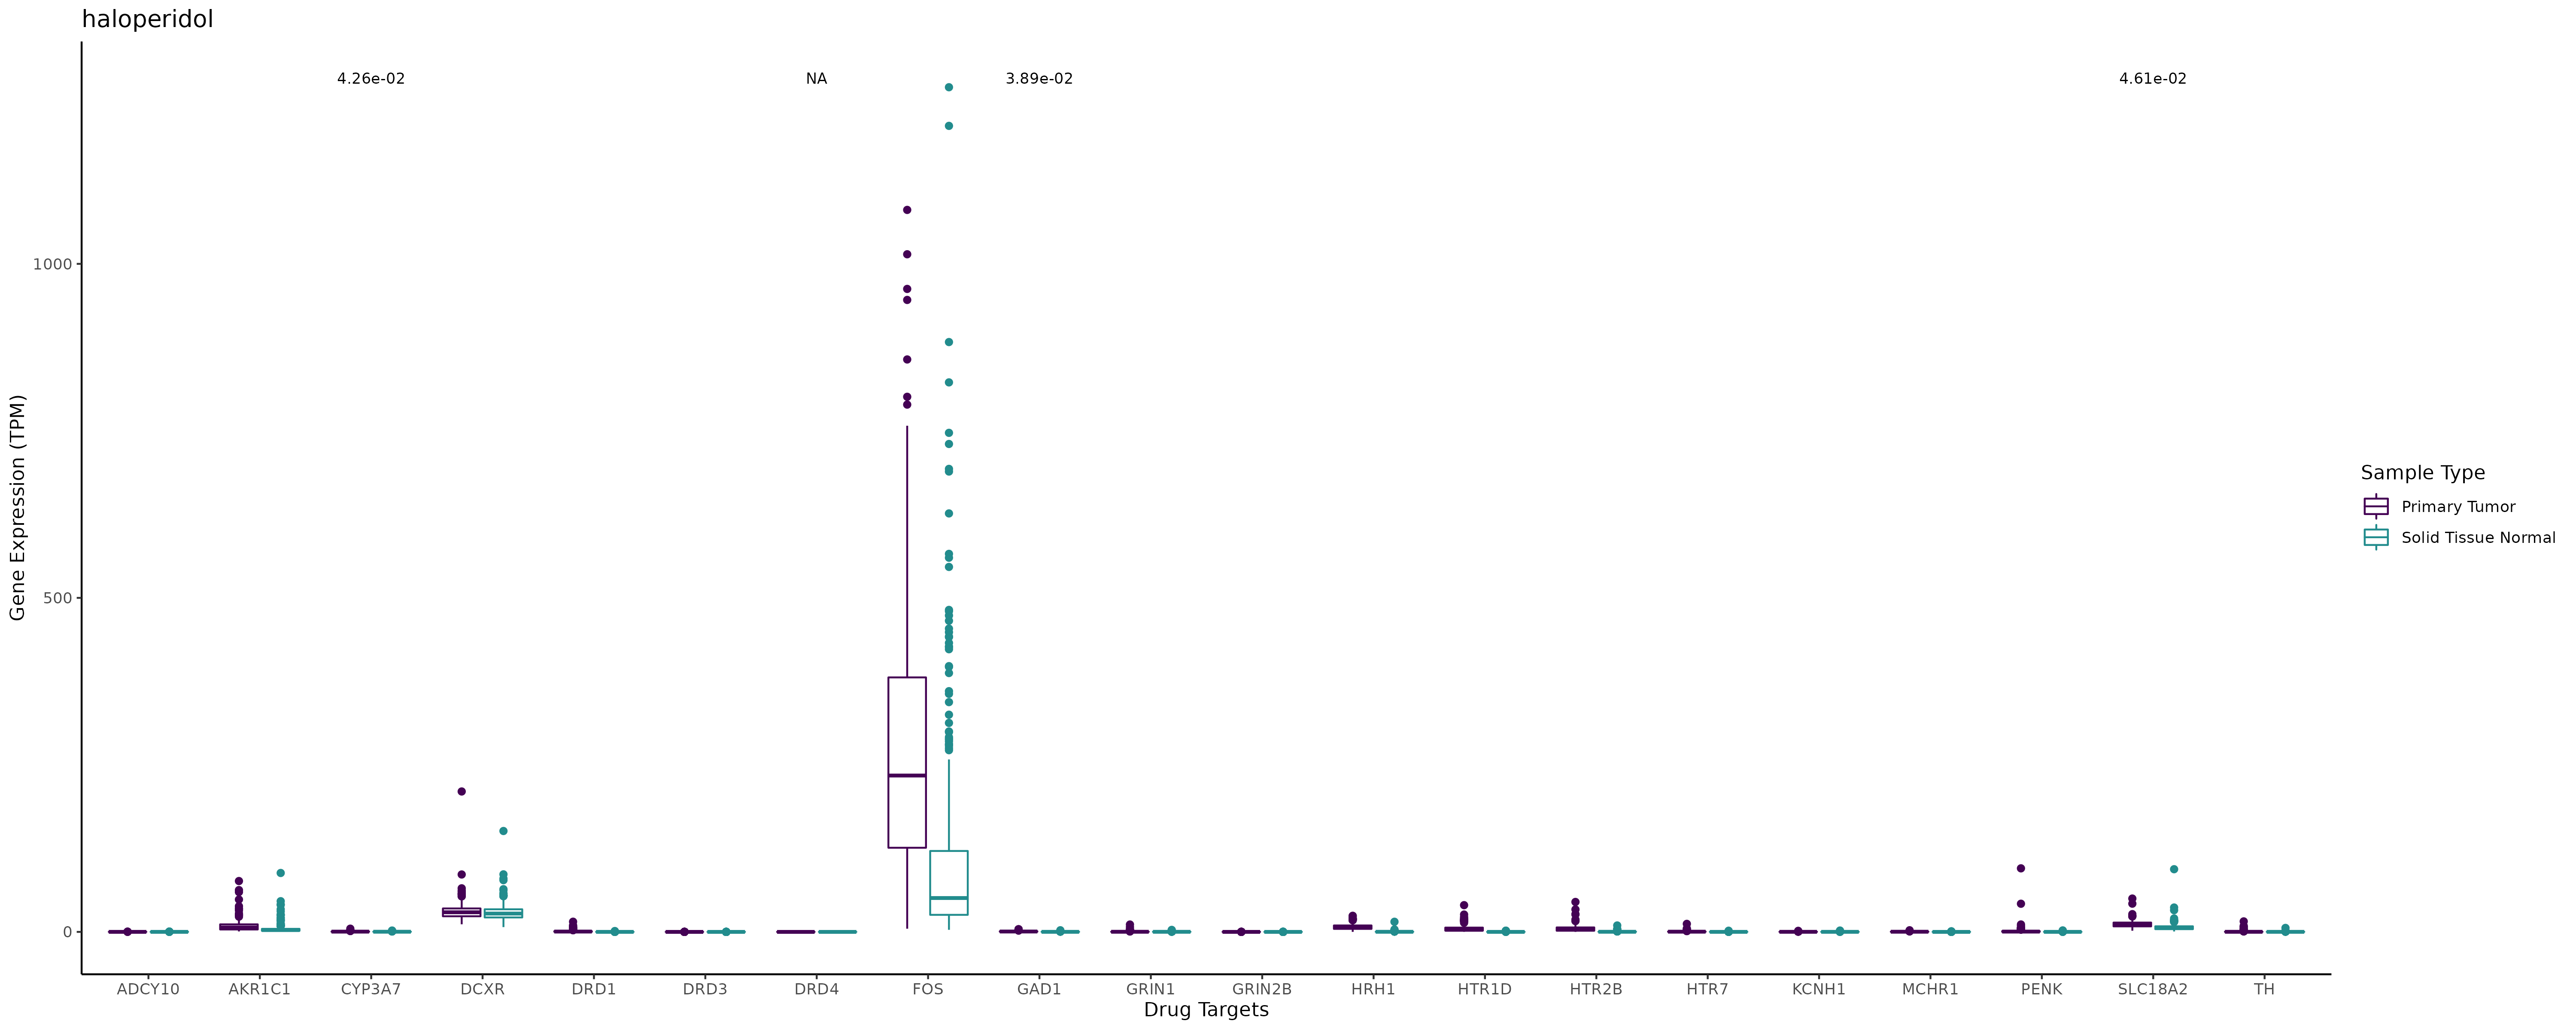 haloperidol
4.26e-02
NA
3.89e-02
4.61e-02
Gene Expression (TPM)
1000
500
0
ADCY10
AKR1C1
CYP3A7
DCXR
DRD1
DRD3
DRD4
FOS
GAD1
GRIN1
GRIN2B
HRH1
HTR1D
HTR2B
HTR7
KCNH1
MCHR1
PENK
SLC18A2
TH
Drug Targets
Sample Type
Primary Tumor
Solid Tissue Normal